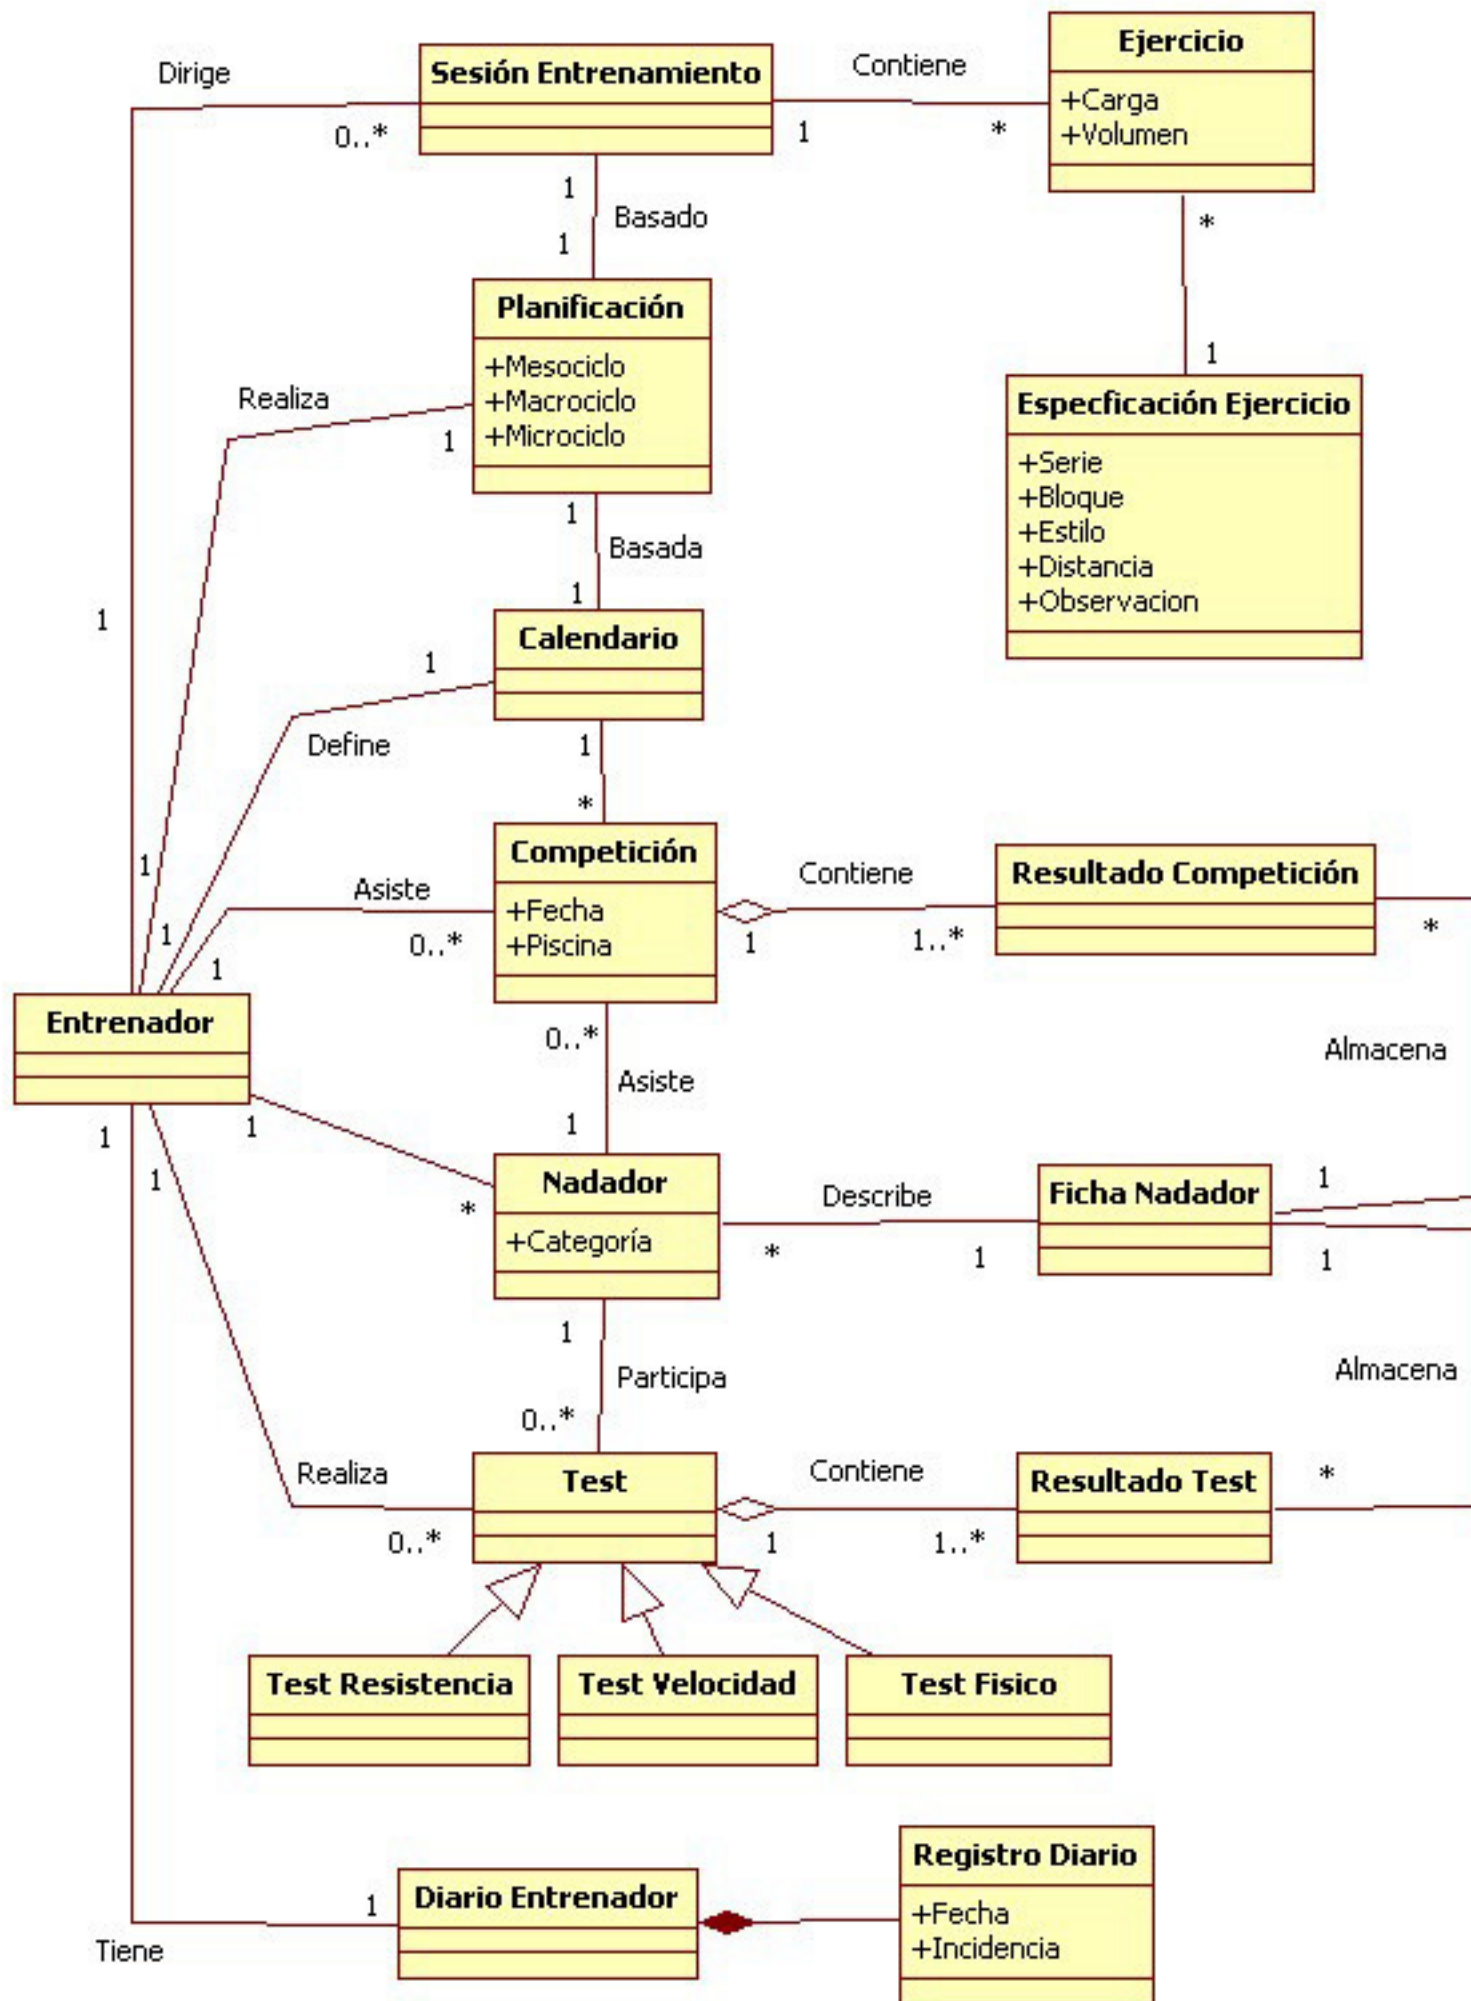 Dirige
Sesión Entrenamiento
Contiene
Ejercicio
+Carga
+Volumen
0..*
1
*
1
Basado
1
*
Planificación
+Mesociclo
+Macrociclo
+Microciclo
Realiza
1
1
Especficación Ejercicio
+Serie
+Bloque
+Estilo
+Distancia
+Observacion
1
Basada
1
1
Calendario
1
Define
1
*
Competición
+Fecha
+Piscina
Contiene
Resultado Competición
1
Asiste
1
0..*
1
1..*
*
1
Entrenador
0..*
Asiste
1
Almacena
1
1
1
*
Nadador
+Categoría
Describe
*
1
Ficha Nadador
1
1
1
Participa
0..*
Almacena
Realiza
0..*
Test
Contiene
1
1..*
Resultado Test
*
Test Resistencia
Test Velocidad
Test Fisico
Tiene
1
Diario Entrenador
Registro Diario
+Fecha
+Incidencia